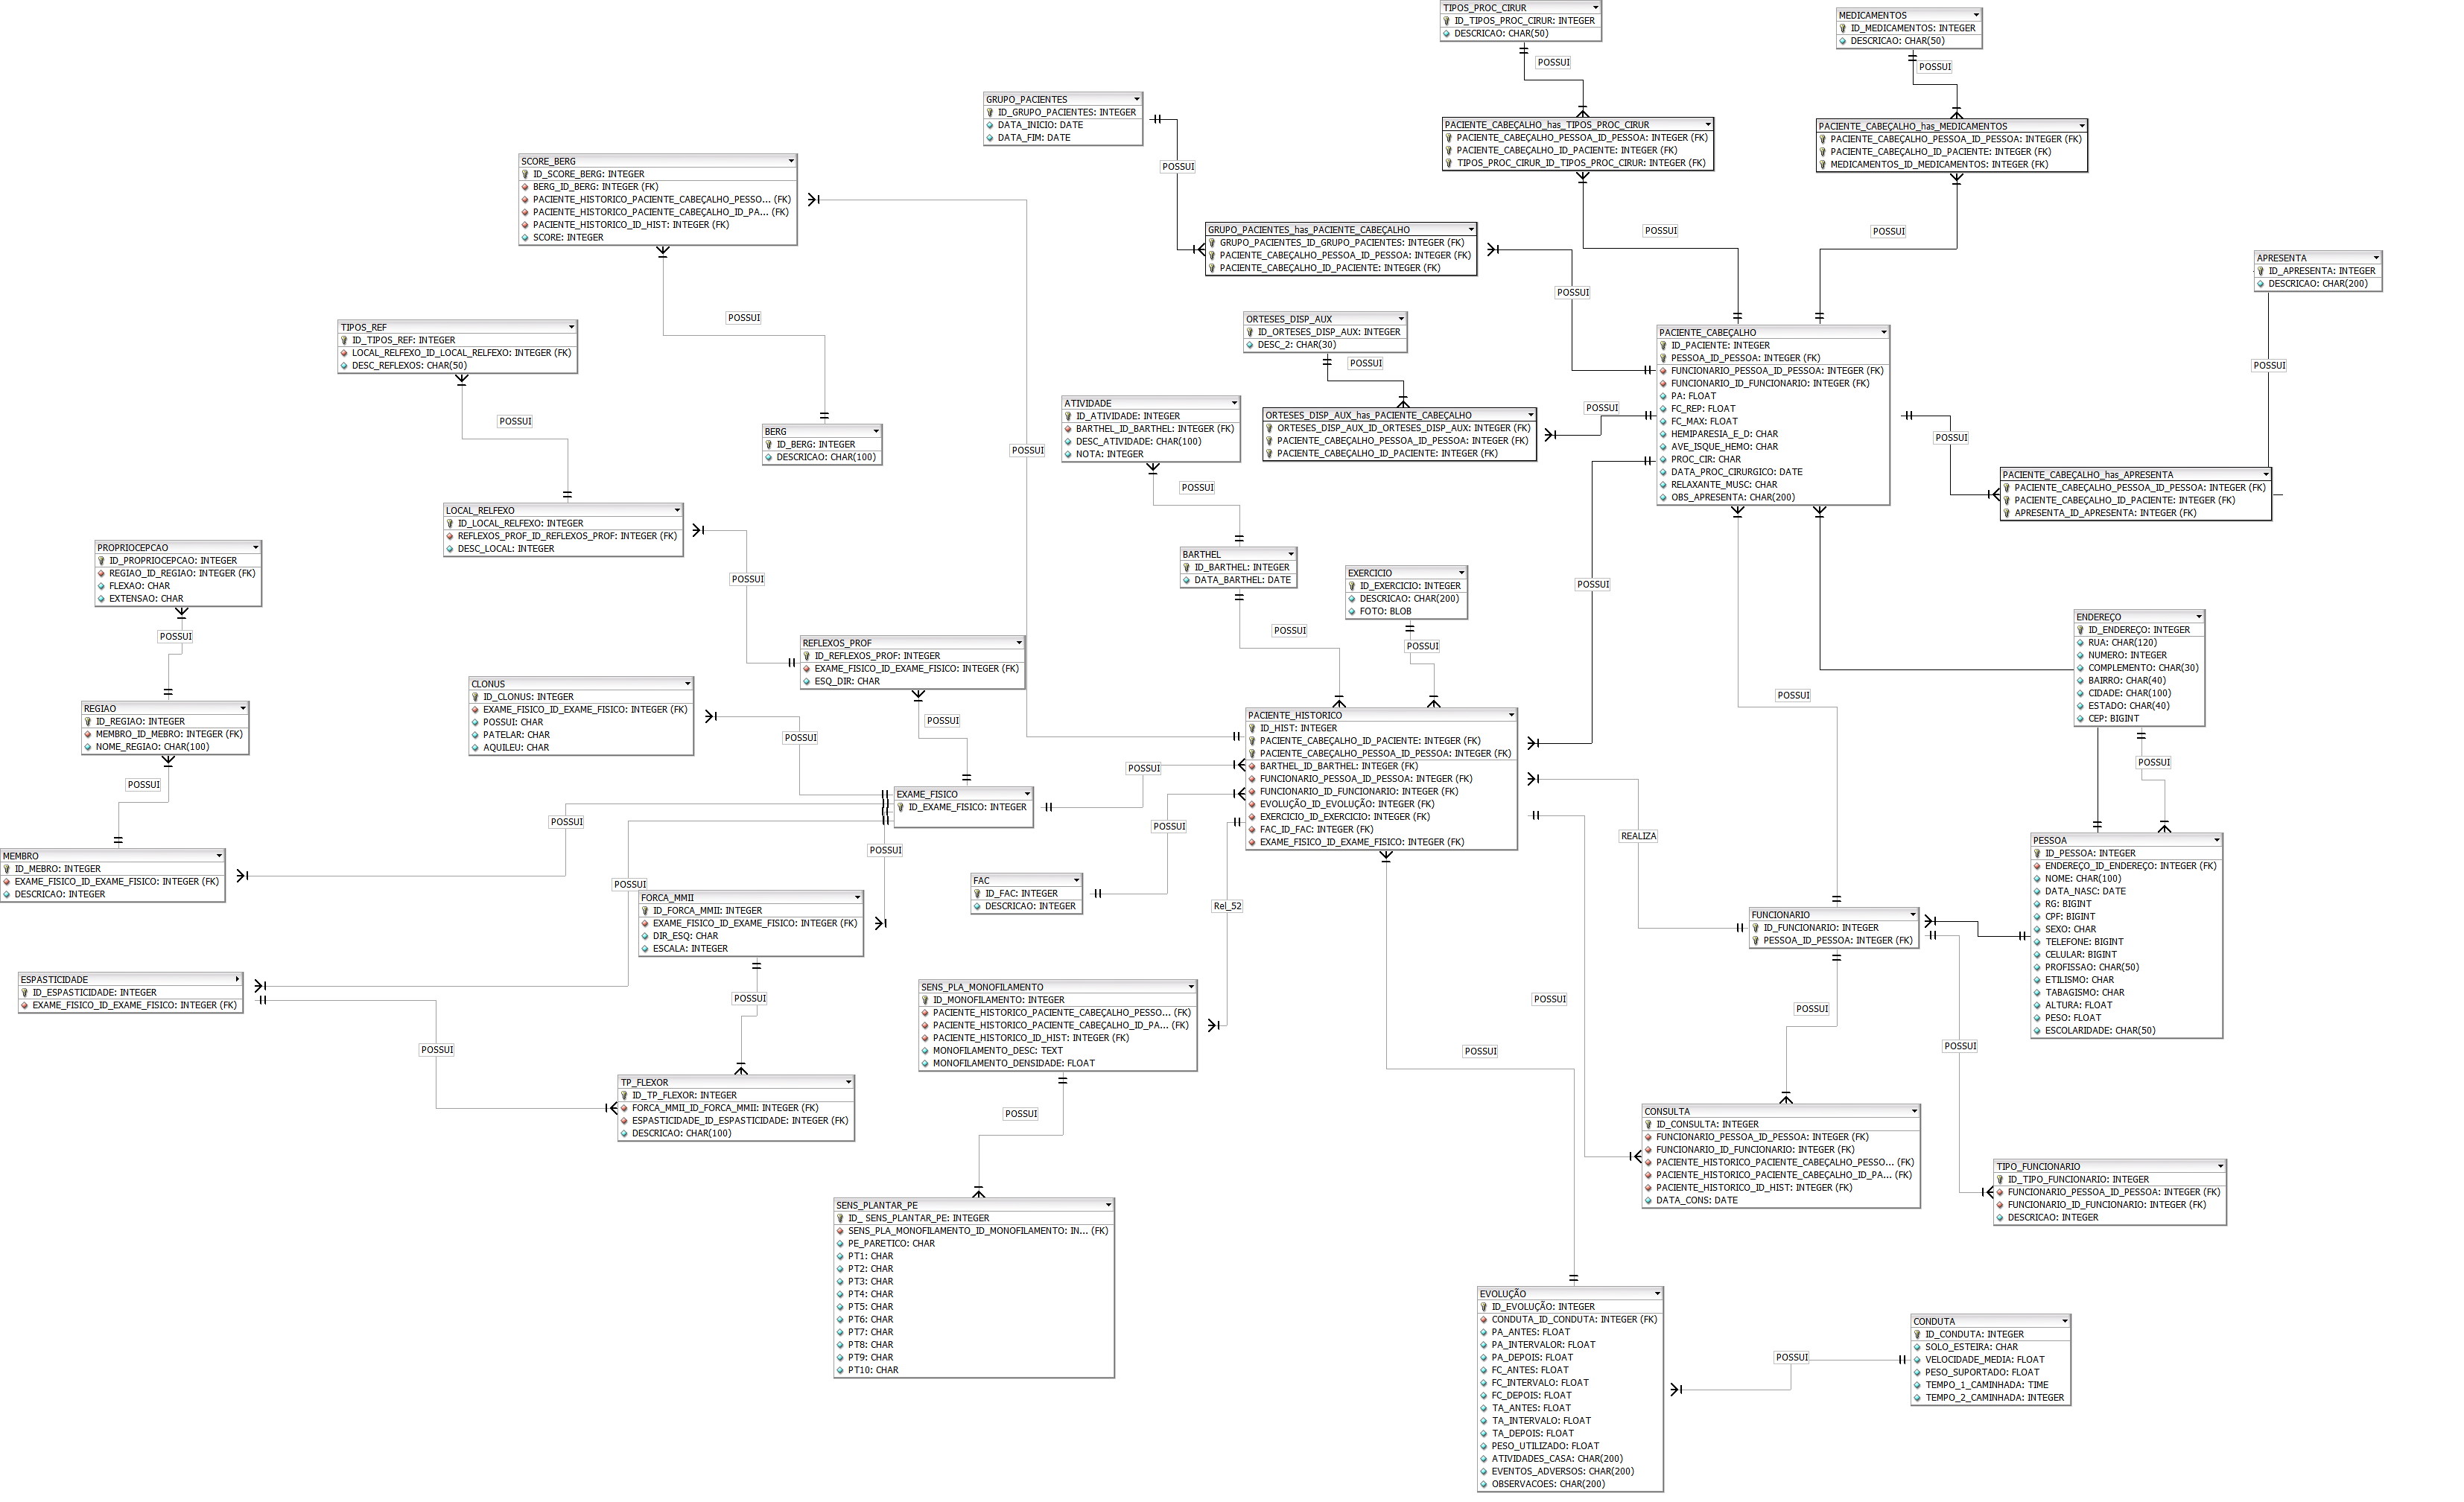 TIPOS_PROC_CIRUR
ID_TIPOS_PROC_CIRUR: INTEGER
DESCRICAO: CHAR(50)
POSSUI
MEDICAMENTOS
ID_MEDICAMENTOS: INTEGER
DESCRICAO: CHAR(50)
POSSUI
GRUPO_PACIENTES
ID_GRUPO_PACIENTES: INTEGER
DATA_INICIO: DATE
DATA_FIM: DATE
POSSUI
PACIENTE_CABEÇALHO_has_TIPOS_PROC_CIRUR
PACIENTE_CABEÇALHO_PESSOA_ID_PESSOA: INTEGER (FK)
PACIENTE_CABEÇALHO_ID_PACIENTE: INTEGER (FK)
TIPOS_PROC_CIRUR_ID_TIPOS_PROC_CIRUR: INTEGER (FK)
POSSUI
PACIENTE_CABEÇALHO_has_MEDICAMENTOS
PACIENTE_CABEÇALHO_PESSOA_ID_PESSOA: INTEGER (FK)
PACIENTE_CABEÇALHO_ID_PACIENTE: INTEGER (FK)
MEDICAMENTOS_ID_MEDICAMENTOS: INTEGER (FK)
POSSUI
SCORE_BERG
ID_SCORE_BERG: INTEGER
BERG_ID_BERG: INTEGER (FK)
PACIENTE_HISTORICO_PACIENTE_CABEÇALHO_PESSO... (FK)
PACIENTE_HISTORICO_PACIENTE_CABEÇALHO_ID_PA... (FK)
PACIENTE_HISTORICO_ID_HIST: INTEGER (FK)
SCORE: INTEGER
POSSUI
GRUPO_PACIENTES_has_PACIENTE_CABEÇALHO
GRUPO_PACIENTES_ID_GRUPO_PACIENTES: INTEGER (FK)
PACIENTE_CABEÇALHO_PESSOA_ID_PESSOA: INTEGER (FK)
PACIENTE_CABEÇALHO_ID_PACIENTE: INTEGER (FK)
POSSUI
APRESENTA
ID_APRESENTA: INTEGER
DESCRICAO: CHAR(200)
POSSUI
TIPOS_REF
ID_TIPOS_REF: INTEGER
LOCAL_RELFEXO_ID_LOCAL_RELFEXO: INTEGER (FK)
DESC_REFLEXOS: CHAR(50)
POSSUI
ORTESES_DISP_AUX
ID_ORTESES_DISP_AUX: INTEGER
DESC_2: CHAR(30)
POSSUI
PACIENTE_CABEÇALHO
ID_PACIENTE: INTEGER
PESSOA_ID_PESSOA: INTEGER (FK)
FUNCIONARIO_PESSOA_ID_PESSOA: INTEGER (FK)
FUNCIONARIO_ID_FUNCIONARIO: INTEGER (FK)
PA: FLOAT
FC_REP: FLOAT
FC_MAX: FLOAT
HEMIPARESIA_E_D: CHAR
AVE_ISQUE_HEMO: CHAR
PROC_CIR: CHAR
DATA_PROC_CIRURGICO: DATE
RELAXANTE_MUSC: CHAR
OBS_APRESENTA: CHAR(200)
BERG
ID_BERG: INTEGER
DESCRICAO: CHAR(100)
ATIVIDADE
ID_ATIVIDADE: INTEGER
BARTHEL_ID_BARTHEL: INTEGER (FK)
DESC_ATIVIDADE: CHAR(100)
NOTA: INTEGER
POSSUI
ORTESES_DISP_AUX_has_PACIENTE_CABEÇALHO
ORTESES_DISP_AUX_ID_ORTESES_DISP_AUX: INTEGER (FK)
PACIENTE_CABEÇALHO_PESSOA_ID_PESSOA: INTEGER (FK)
PACIENTE_CABEÇALHO_ID_PACIENTE: INTEGER (FK)
POSSUI
POSSUI
POSSUI
PACIENTE_CABEÇALHO_has_APRESENTA
PACIENTE_CABEÇALHO_PESSOA_ID_PESSOA: INTEGER (FK)
PACIENTE_CABEÇALHO_ID_PACIENTE: INTEGER (FK)
APRESENTA_ID_APRESENTA: INTEGER (FK)
LOCAL_RELFEXO
ID_LOCAL_RELFEXO: INTEGER
REFLEXOS_PROF_ID_REFLEXOS_PROF: INTEGER (FK)
DESC_LOCAL: INTEGER
POSSUI
PROPRIOCEPCAO
ID_PROPRIOCEPCAO: INTEGER
REGIAO_ID_REGIAO: INTEGER (FK)
FLEXAO: CHAR
EXTENSAO: CHAR
POSSUI
BARTHEL
ID_BARTHEL: INTEGER
DATA_BARTHEL: DATE
POSSUI
EXERCICIO
ID_EXERCICIO: INTEGER
DESCRICAO: CHAR(200)
FOTO: BLOB
POSSUI
POSSUI
ENDEREÇO
ID_ENDEREÇO: INTEGER
RUA: CHAR(120)
NUMERO: INTEGER
COMPLEMENTO: CHAR(30)
BAIRRO: CHAR(40)
CIDADE: CHAR(100)
ESTADO: CHAR(40)
CEP: BIGINT
POSSUI
POSSUI
REFLEXOS_PROF
ID_REFLEXOS_PROF: INTEGER
EXAME_FISICO_ID_EXAME_FISICO: INTEGER (FK)
ESQ_DIR: CHAR
POSSUI
CLONUS
ID_CLONUS: INTEGER
EXAME_FISICO_ID_EXAME_FISICO: INTEGER (FK)
POSSUI: CHAR
PATELAR: CHAR
AQUILEU: CHAR
POSSUI
REGIAO
ID_REGIAO: INTEGER
MEMBRO_ID_MEBRO: INTEGER (FK)
NOME_REGIAO: CHAR(100)
POSSUI
PACIENTE_HISTORICO
ID_HIST: INTEGER
PACIENTE_CABEÇALHO_ID_PACIENTE: INTEGER (FK)
PACIENTE_CABEÇALHO_PESSOA_ID_PESSOA: INTEGER (FK)
BARTHEL_ID_BARTHEL: INTEGER (FK)
FUNCIONARIO_PESSOA_ID_PESSOA: INTEGER (FK)
FUNCIONARIO_ID_FUNCIONARIO: INTEGER (FK)
EVOLUÇÃO_ID_EVOLUÇÃO: INTEGER (FK)
EXERCICIO_ID_EXERCICIO: INTEGER (FK)
FAC_ID_FAC: INTEGER (FK)
EXAME_FISICO_ID_EXAME_FISICO: INTEGER (FK)
POSSUI
EXAME_FISICO
ID_EXAME_FISICO: INTEGER
POSSUI
POSSUI
POSSUI
POSSUI
REALIZA
MEMBRO
ID_MEBRO: INTEGER
EXAME_FISICO_ID_EXAME_FISICO: INTEGER (FK)
DESCRICAO: INTEGER
PESSOA
ID_PESSOA: INTEGER
ENDEREÇO_ID_ENDEREÇO: INTEGER (FK)
NOME: CHAR(100)
DATA_NASC: DATE
RG: BIGINT
CPF: BIGINT
SEXO: CHAR
TELEFONE: BIGINT
CELULAR: BIGINT
PROFISSAO: CHAR(50)
ETILISMO: CHAR
TABAGISMO: CHAR
ALTURA: FLOAT
PESO: FLOAT
ESCOLARIDADE: CHAR(50)
FAC
ID_FAC: INTEGER
DESCRICAO: INTEGER
Rel_52
FORCA_MMII
ID_FORCA_MMII: INTEGER
EXAME_FISICO_ID_EXAME_FISICO: INTEGER (FK)
DIR_ESQ: CHAR
ESCALA: INTEGER
POSSUI
FUNCIONARIO
ID_FUNCIONARIO: INTEGER
PESSOA_ID_PESSOA: INTEGER (FK)
POSSUI
POSSUI
POSSUI
POSSUI
ESPASTICIDADE
ID_ESPASTICIDADE: INTEGER
EXAME_FISICO_ID_EXAME_FISICO: INTEGER (FK)
POSSUI
SENS_PLA_MONOFILAMENTO
ID_MONOFILAMENTO: INTEGER
PACIENTE_HISTORICO_PACIENTE_CABEÇALHO_PESSO... (FK)
PACIENTE_HISTORICO_PACIENTE_CABEÇALHO_ID_PA... (FK)
PACIENTE_HISTORICO_ID_HIST: INTEGER (FK)
MONOFILAMENTO_DESC: TEXT
MONOFILAMENTO_DENSIDADE: FLOAT
POSSUI
TP_FLEXOR
ID_TP_FLEXOR: INTEGER
FORCA_MMII_ID_FORCA_MMII: INTEGER (FK)
ESPASTICIDADE_ID_ESPASTICIDADE: INTEGER (FK)
DESCRICAO: CHAR(100)
CONSULTA
ID_CONSULTA: INTEGER
FUNCIONARIO_PESSOA_ID_PESSOA: INTEGER (FK)
FUNCIONARIO_ID_FUNCIONARIO: INTEGER (FK)
PACIENTE_HISTORICO_PACIENTE_CABEÇALHO_PESSO... (FK)
PACIENTE_HISTORICO_PACIENTE_CABEÇALHO_ID_PA... (FK)
PACIENTE_HISTORICO_ID_HIST: INTEGER (FK)
DATA_CONS: DATE
TIPO_FUNCIONARIO
ID_TIPO_FUNCIONARIO: INTEGER
FUNCIONARIO_PESSOA_ID_PESSOA: INTEGER (FK)
FUNCIONARIO_ID_FUNCIONARIO: INTEGER (FK)
DESCRICAO: INTEGER
SENS_PLANTAR_PE
ID_ SENS_PLANTAR_PE: INTEGER
SENS_PLA_MONOFILAMENTO_ID_MONOFILAMENTO: IN... (FK)
PE_PARETICO: CHAR
PT1: CHAR
PT2: CHAR
PT3: CHAR
PT4: CHAR
PT5: CHAR
PT6: CHAR
PT7: CHAR
PT8: CHAR
PT9: CHAR
PT10: CHAR
EVOLUÇÃO
ID_EVOLUÇÃO: INTEGER
CONDUTA_ID_CONDUTA: INTEGER (FK)
PA_ANTES: FLOAT
PA_INTERVALOR: FLOAT
PA_DEPOIS: FLOAT
FC_ANTES: FLOAT
FC_INTERVALO: FLOAT
FC_DEPOIS: FLOAT
TA_ANTES: FLOAT
TA_INTERVALO: FLOAT
TA_DEPOIS: FLOAT
PESO_UTILIZADO: FLOAT
ATIVIDADES_CASA: CHAR(200)
EVENTOS_ADVERSOS: CHAR(200)
OBSERVACOES: CHAR(200)
POSSUI
CONDUTA
ID_CONDUTA: INTEGER
SOLO_ESTEIRA: CHAR
VELOCIDADE_MEDIA: FLOAT
PESO_SUPORTADO: FLOAT
TEMPO_1_CAMINHADA: TIME
TEMPO_2_CAMINHADA: INTEGER